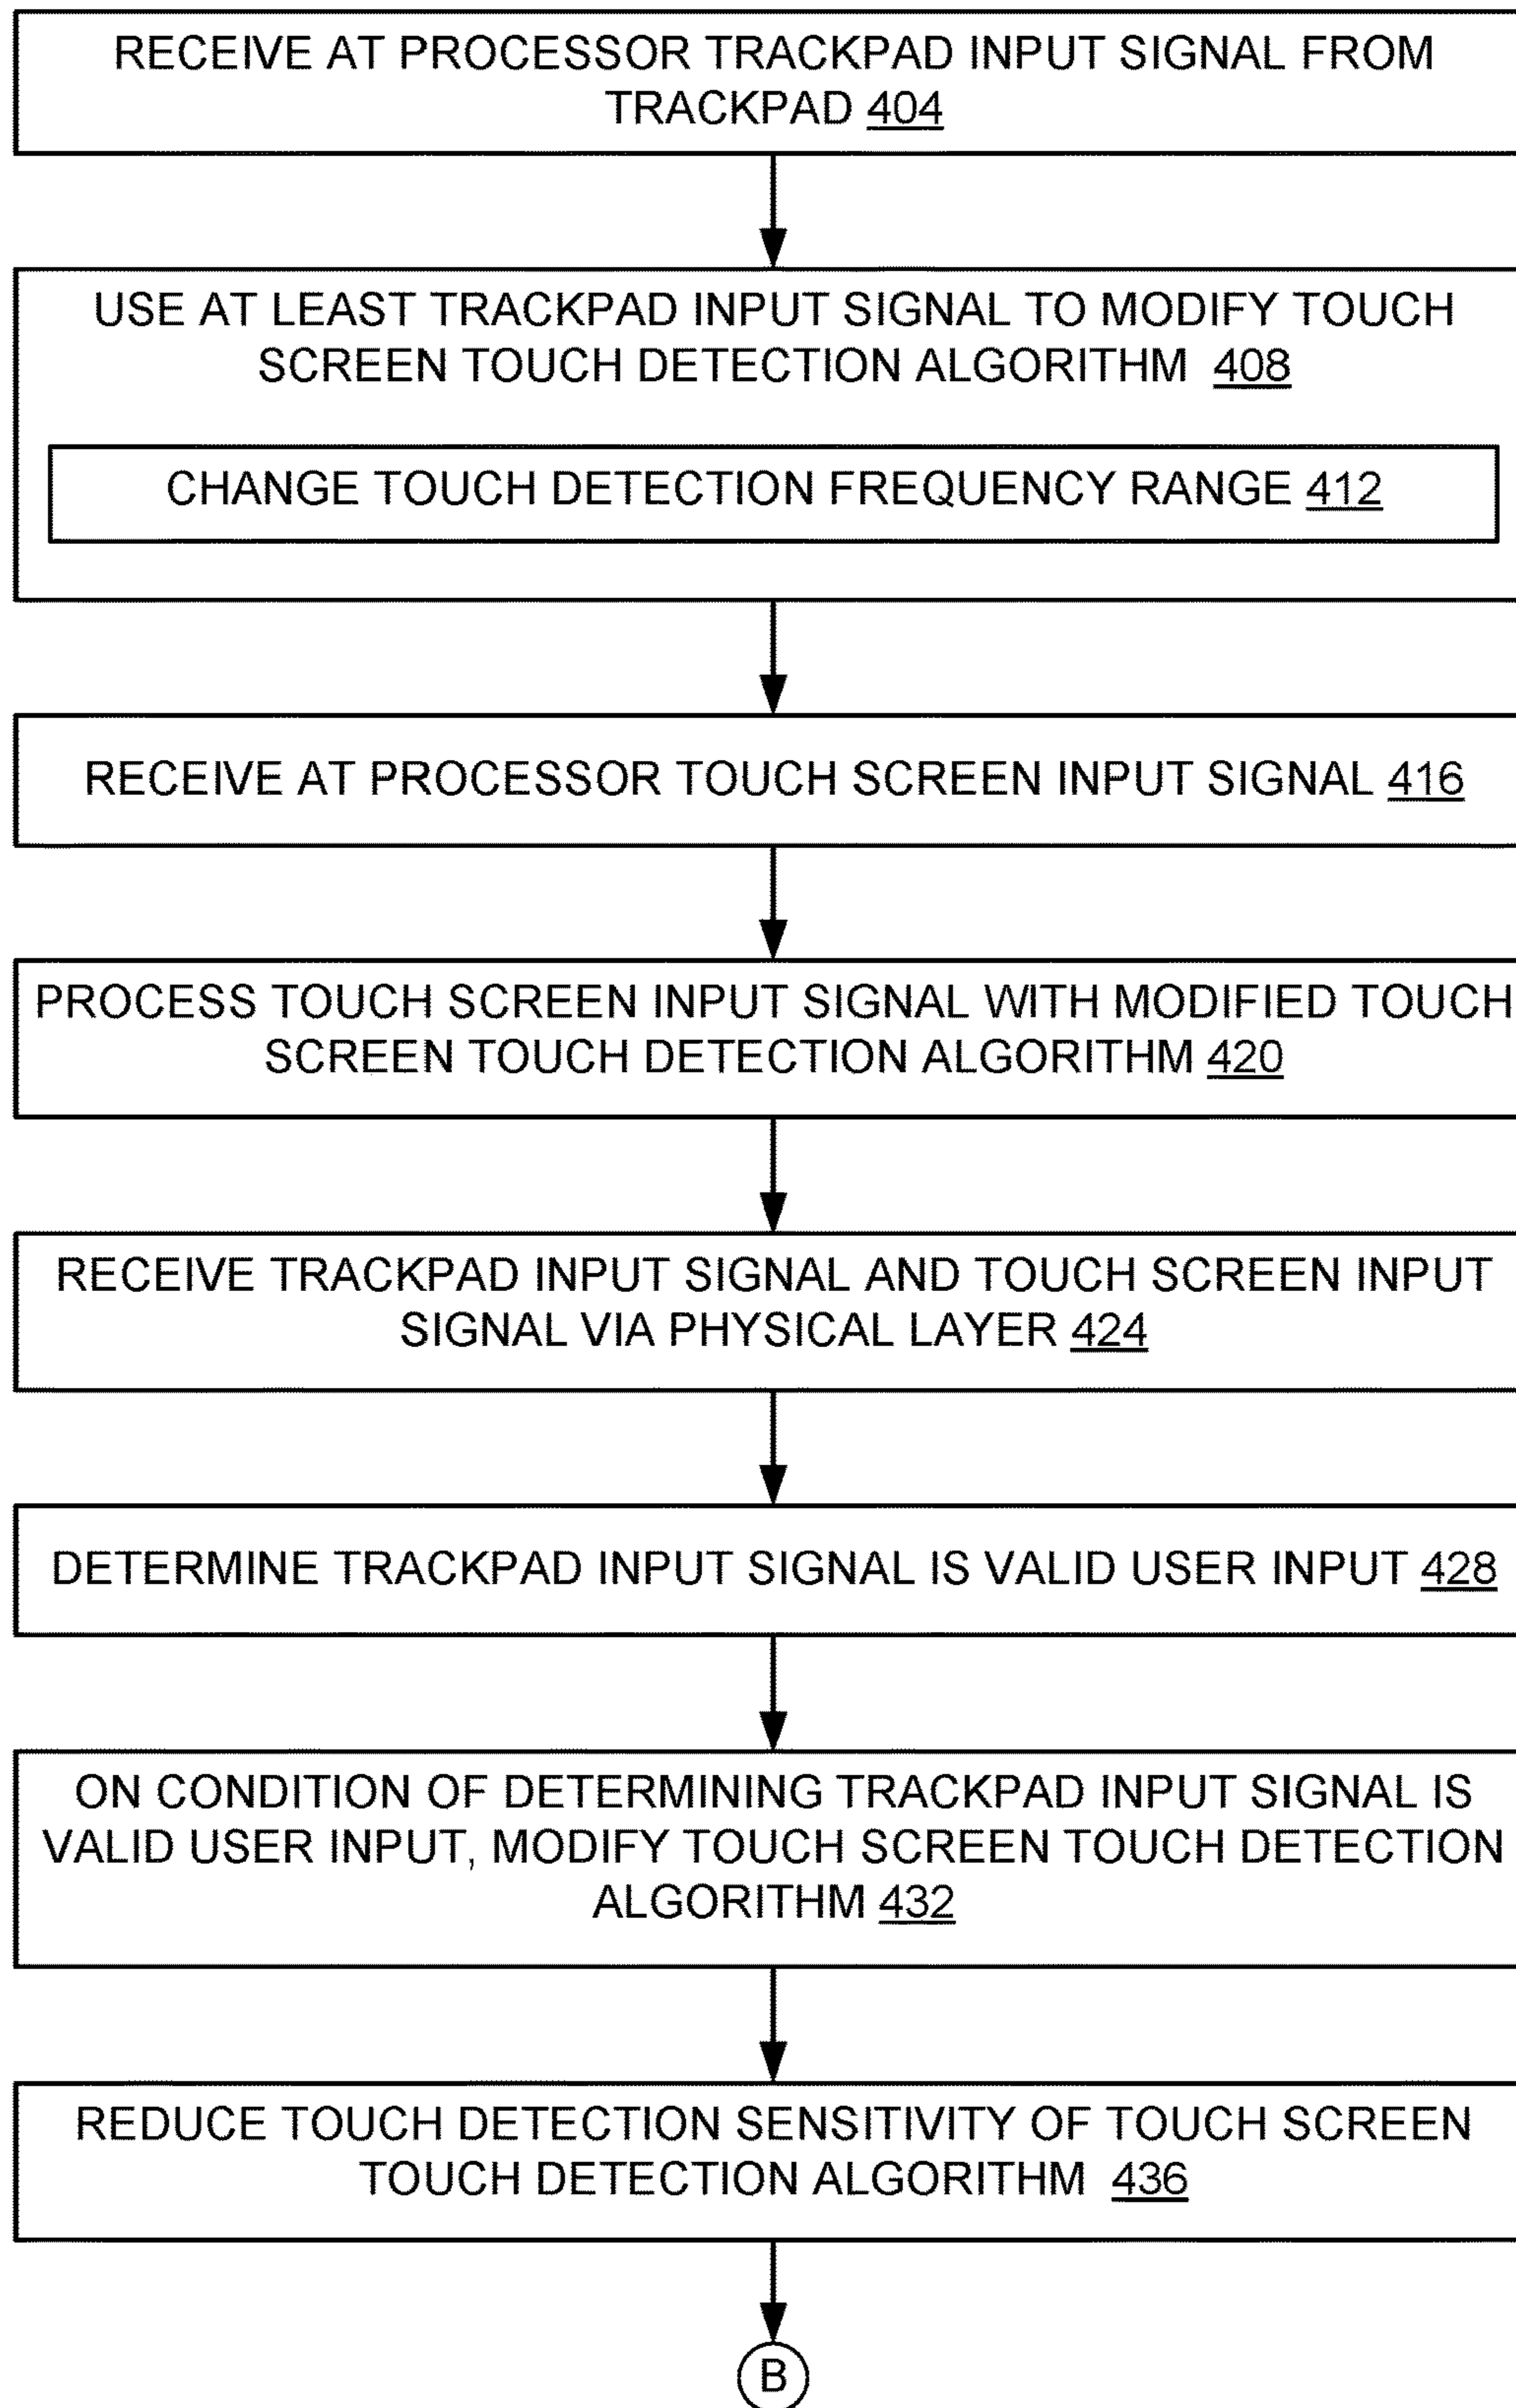 RECEIVE AT PROCESSOR TRACKPAD INPUT SIGNAL FROM
TRACKPAD 404
USE AT LEAST TRACKPAD INPUT SIGNAL TO MODIFY TOUCH
SCREEN TOUCH DETECTION ALGORITHM 408
CHANGE TOUCH DETECTION FREQUENCY RANGE 412
RECEIVE AT PROCESSOR TOUCH SCREEN INPUT SIGNAL 416
PROCESS TOUCH SCREEN INPUT SIGNAL WITH MODIFIED TOUCH
SCREEN TOUCH DETECTION ALGORITHM 420
RECEIVE TRACKPAD INPUT SIGNAL AND TOUCH SCREEN INPUT
SIGNAL VIA PHYSICAL LAYER 424
DETERMINE TRACKPAD INPUT SIGNAL IS VALID USER INPUT 428
ON CONDITION OF DETERMINING TRACKPAD INPUT SIGNAL IS
VALID USER INPUT, MODIFY TOUCH SCREEN TOUCH DETECTION
ALGORITHM 432
REDUCE TOUCH DETECTION SENSITIVITY OF TOUCH SCREEN
TOUCH DETECTION ALGORITHM 436
B